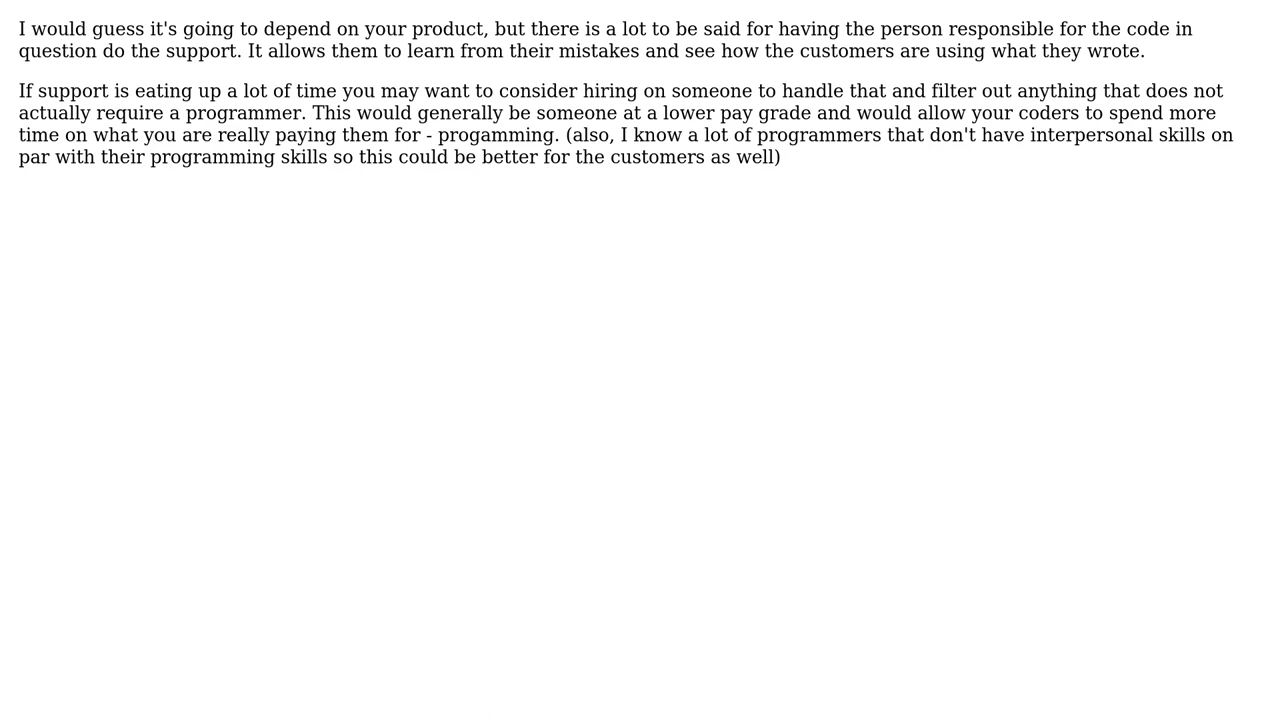 I would guess it's going to depend on your product, but there is a lot to be said for having the person responsible for the code in
question do the support. It allows them to learn from their mistakes and see how the customers are using what they wrote.
If support is eating up a lot of time you may want to consider hiring on someone to handle that and filter out anything that does not
actually require a programmer. This would generally be someone at a lower pay grade and would allow your coders to spend more
time on what you are really paying them for - progamming. (also, I know a lot of programmers that don't have interpersonal skills on
par with their programming skills so this could be better for the customers as well)